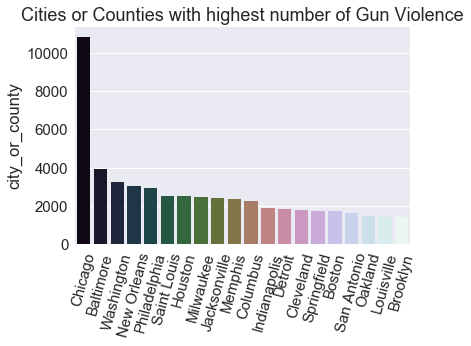 Cities or Counties with highest number of Gun Violence
10000
8000
6000
4000
2000
0
city_or_county
Chicago
Baltimore
Washington
New Orleans
Philadelphia
Saint Louis
Houston
Milwaukee
Jacksonville
Memphis
Columbus
Indianapolis
Detroit
Cleveland
Springfield
Boston
San Antonio
Oakland
Louisville
Brooklyn